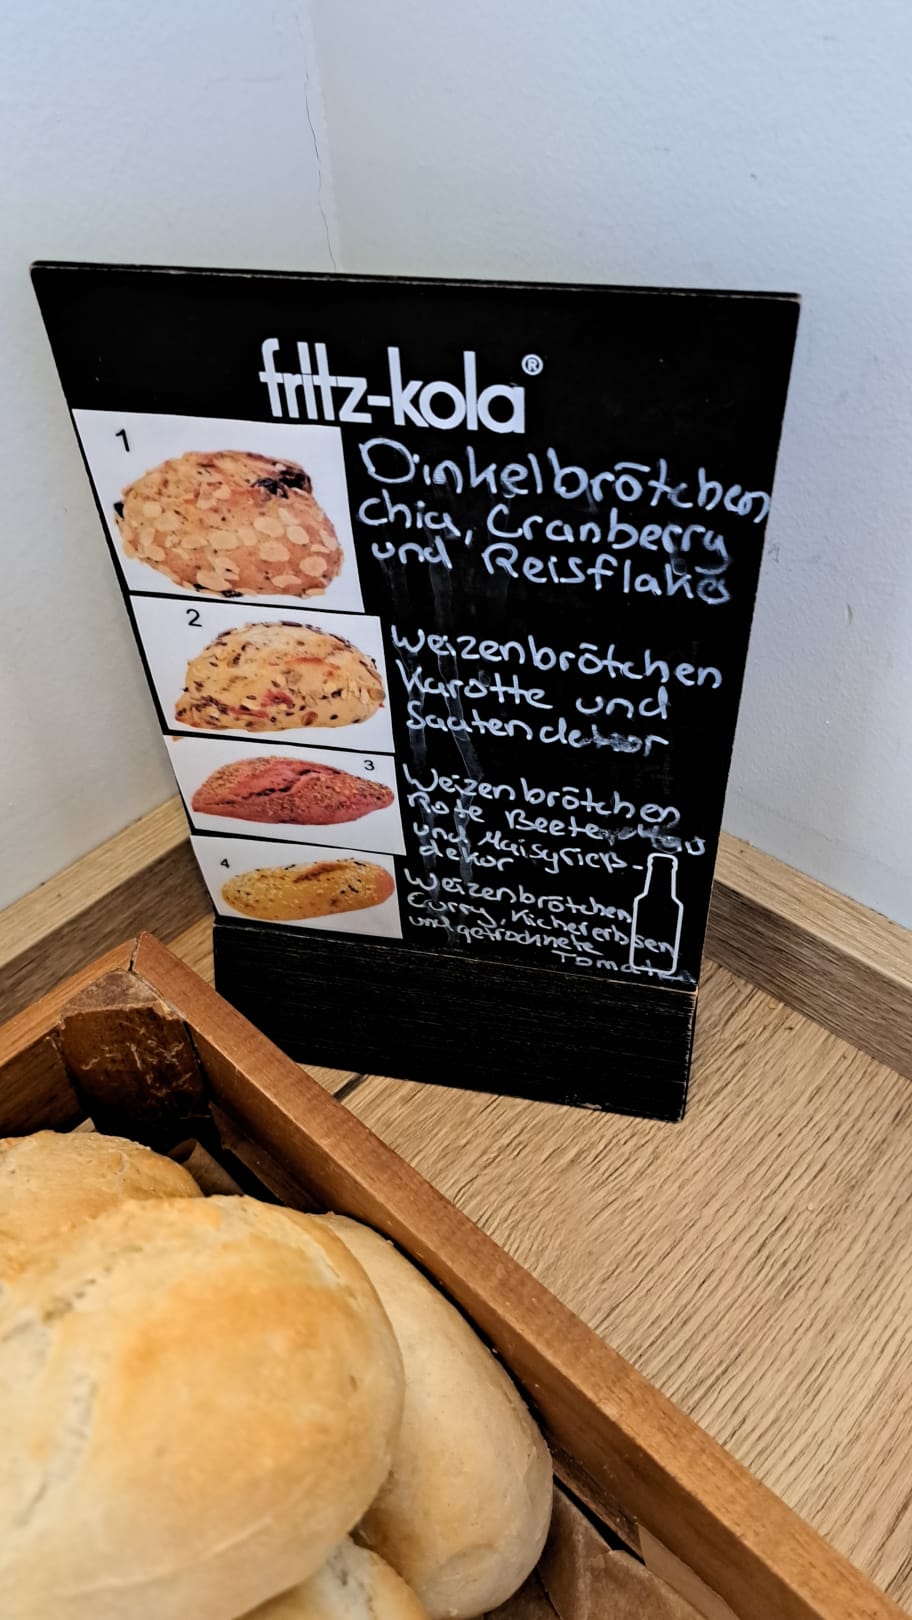 fritz-kola®
1
Dinkelbrötchen
Chia, Cranberry
und Reisflakes
2
Weizenbrötchen
Karotte und
Saatendekor
3
Weizenbrötchen
Rote Beete
und Maisgrieß-
dekor
4
Weizenbrötchen
Curry, Kichererbsen
und getrocknete
Tomate